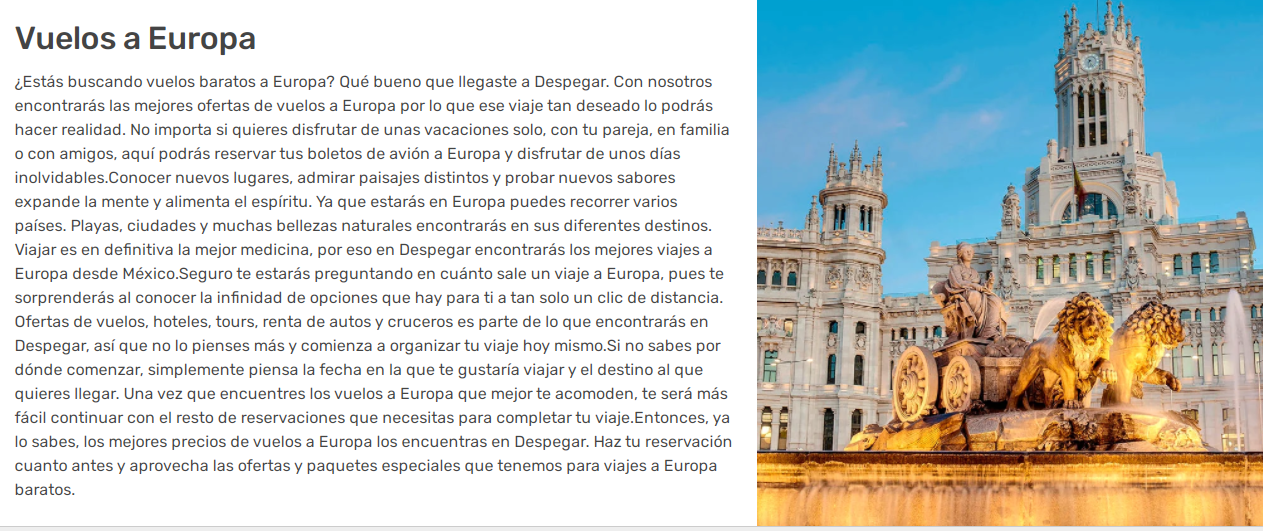 Vuelos a Europa
¿Estás buscando vuelos baratos a Europa? Qué bueno que llegaste a Despegar. Con nosotros
encontrarás las mejores ofertas de vuelos a Europa por lo que ese viaje tan deseado lo podrás
hacer realidad. No importa si quieres disfrutar de unas vacaciones solo, con tu pareja, en familia
o con amigos, aquí podrás reservar tus boletos de avión a Europa y disfrutar de unos días
inolvidables.Conocer nuevos lugares, admirar paisajes distintos y probar nuevos sabores
expande la mente y alimenta el espíritu. Ya que estarás en Europa puedes recorrer varios
países. Playas, ciudades y muchas bellezas naturales encontrarás en sus diferentes destinos.
Viajar es en definitiva la mejor medicina, por eso en Despegar encontrarás los mejores viajes a
Europa desde México.Seguro te estarás preguntando en cuánto sale un viaje a Europa, pues te
sorprenderás al conocer la infinidad de opciones que hay para ti a tan solo un clic de distancia.
Ofertas de vuelos, hoteles, tours, renta de autos y cruceros es parte de lo que encontrarás en
Despegar, así que no lo pienses más y comienza a organizar tu viaje hoy mismo.Si no sabes por
dónde comenzar, simplemente piensa la fecha en la que te gustaría viajar y el destino al que
quieres llegar. Una vez que encuentres los vuelos a Europa que mejor te acomoden, te será más
fácil continuar con el resto de reservaciones que necesitas para completar tu viaje.Entonces, ya
lo sabes, los mejores precios de vuelos a Europa los encuentras en Despegar. Haz tu reservación
cuanto antes y aprovecha las ofertas y paquetes especiales que tenemos para viajes a Europa
baratos.